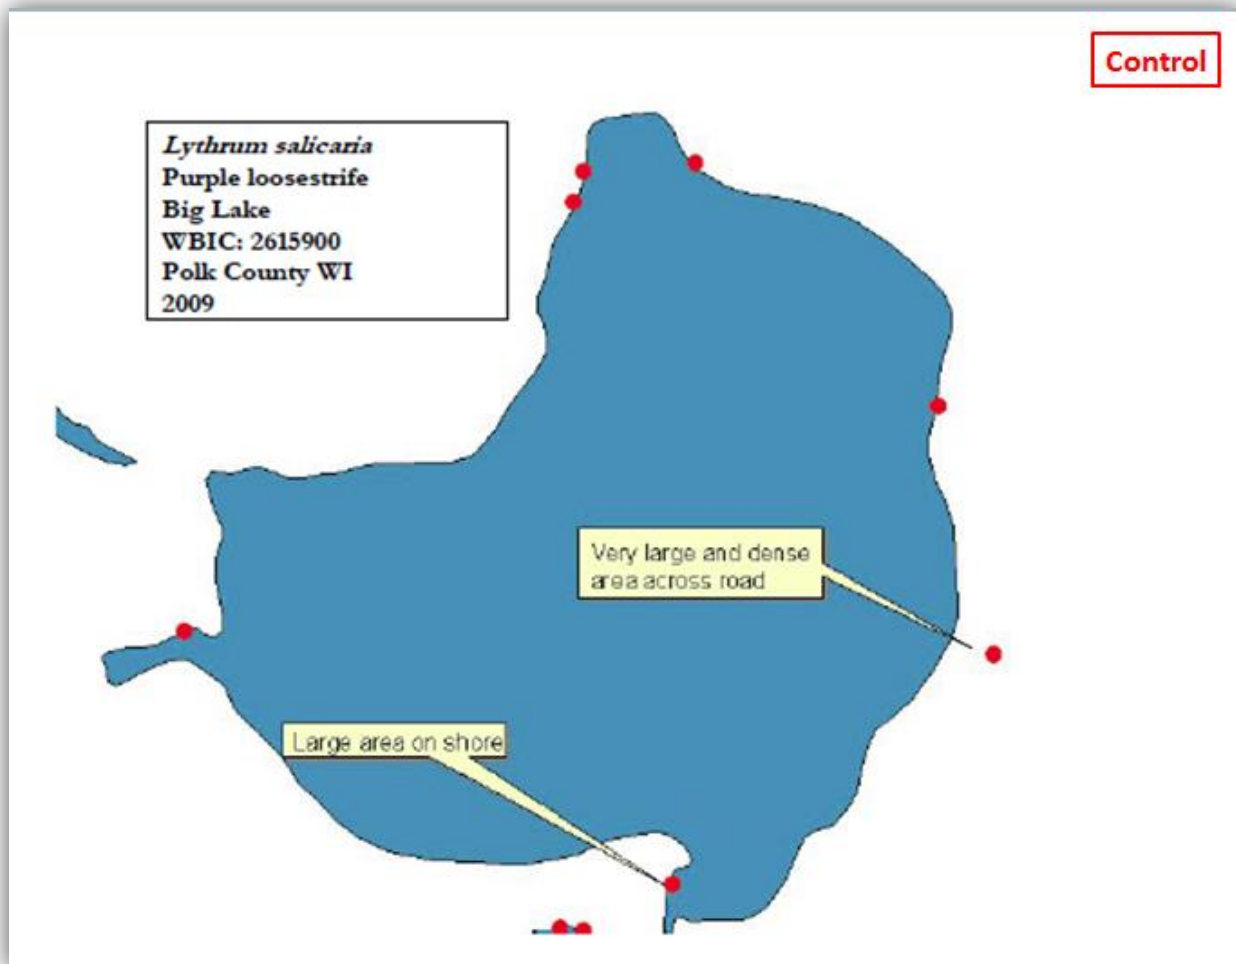 Control
Lythrum salicaria
Purple loosestrife
Big Lake
WBIC: 2615900
Polk County WI
2009
Very large and dense
area across road
Large area on shore